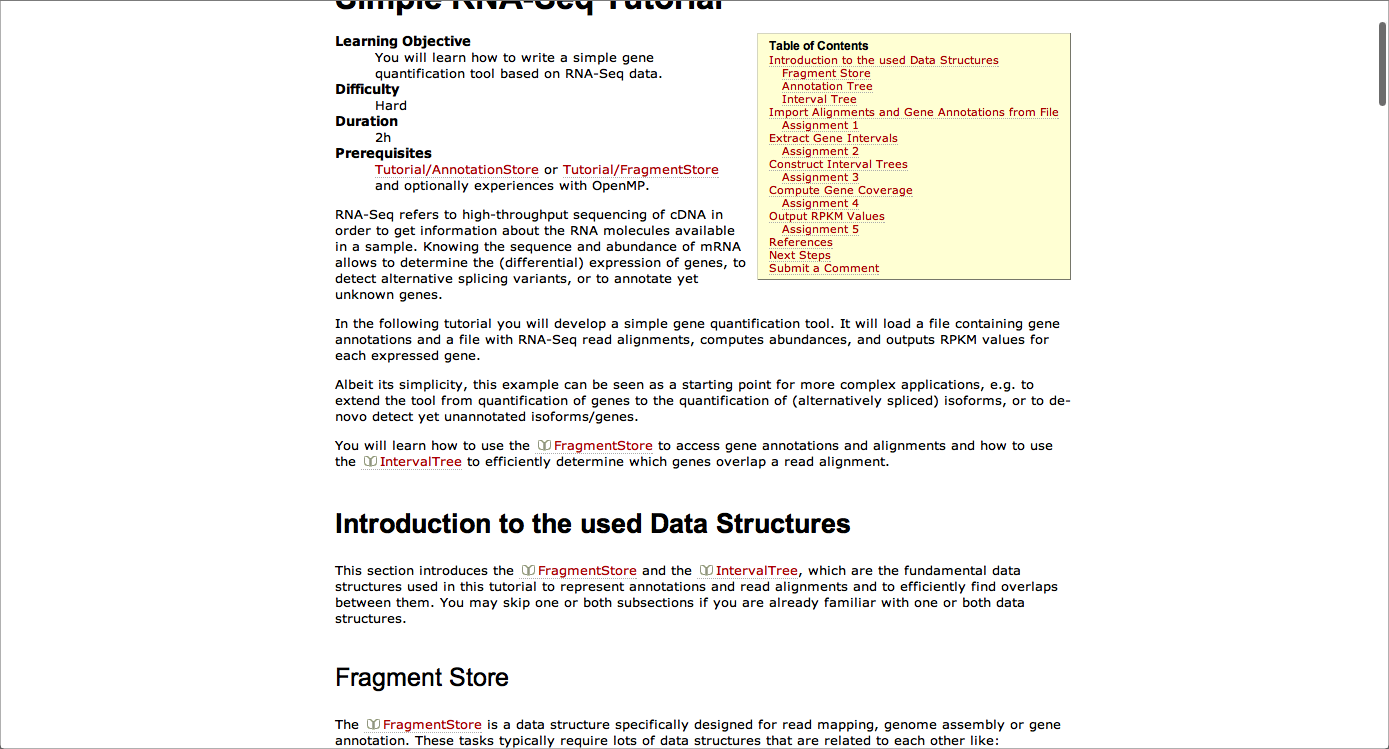 Simple RNA-Seq Tutorial
Learning Objective
You will learn how to write a simple gene
quantification tool based on RNA-Seq data.
Difficulty
Hard
Duration
2h
Prerequisites
Tutorial/AnnotationStore or Tutorial/FragmentStore
and optionally experiences with OpenMP.
Table of Contents
Introduction to the used Data Structures
Fragment Store
Annotation Tree
Interval Tree
Import Alignments and Gene Annotations from File
Assignment 1
Extract Gene Intervals
Assignment 2
Construct Interval Trees
Assignment 3
Compute Gene Coverage
Assignment 4
Output RPKM Values
Assignment 5
References
Next Steps
Submit a Comment
RNA-Seq refers to high-throughput sequencing of cDNA in
order to get information about the RNA molecules available
in a sample. Knowing the sequence and abundance of mRNA
allows to determine the (differential) expression of genes, to
detect alternative splicing variants, or to annotate yet
unknown genes.
In the following tutorial you will develop a simple gene quantification tool. It will load a file containing gene
annotations and a file with RNA-Seq read alignments, computes abundances, and outputs RPKM values for
each expressed gene.
Albeit its simplicity, this example can be seen as a starting point for more complex applications, e.g. to
extend the tool from quantification of genes to the quantification of (alternatively spliced) isoforms, or to de-
novo detect yet unannotated isoforms/genes.
You will learn how to use the FragmentStore to access gene annotations and alignments and how to use
the IntervalTree to efficiently determine which genes overlap a read alignment.
Introduction to the used Data Structures
This section introduces the FragmentStore and the IntervalTree, which are the fundamental data
structures used in this tutorial to represent annotations and read alignments and to efficiently find overlaps
between them. You may skip one or both subsections if you are already familiar with one or both data
structures.
Fragment Store
The FragmentStore is a data structure specifically designed for read mapping, genome assembly or gene
annotation. These tasks typically require lots of data structures that are related to each other like: